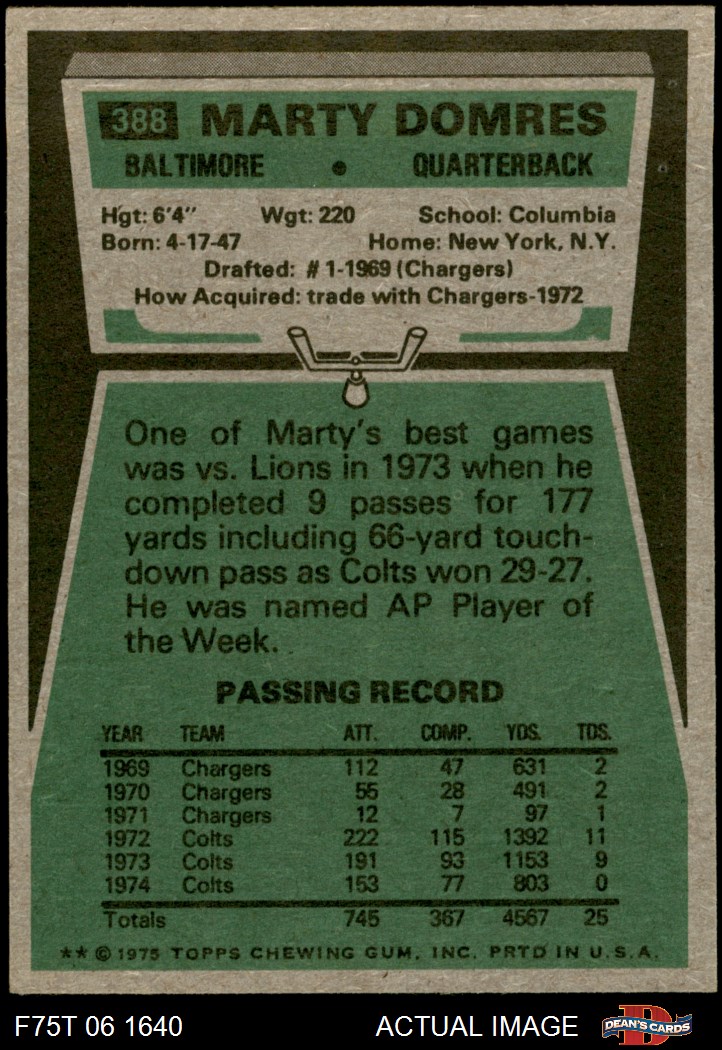 388 MARTY DOMRES
BALTIMORE • QUARTERBACK
Hgt: 6'4" Wgt: 220 School: Columbia
Born: 4-17-47 Home: New York, N.Y.
Drafted: #1-1969 (Chargers)
How Acquired: trade with Chargers-1972
One of Marty's best games
was vs. Lions in 1973 when he
completed 9 passes for 177
yards including 66-yard touch-
down pass as Colts won 29-27.
He was named AP Player of
the Week.
PASSING RECORD
YEAR TEAM ATT. COMP. YDS. TDS.
1969 Chargers 112 47 631 2
1970 Chargers 55 28 491 2
1971 Chargers 12 7 97 1
1972 Colts 222 115 1392 11
1973 Colts 191 93 1153 9
1974 Colts 153 77 803 0
Totals 745 367 4567 25
** © 1975 TOPPS CHEWING GUM, INC. PRTD IN U.S.A.
F75T 06 1640 ACTUAL IMAGE DEAN'S CARDS